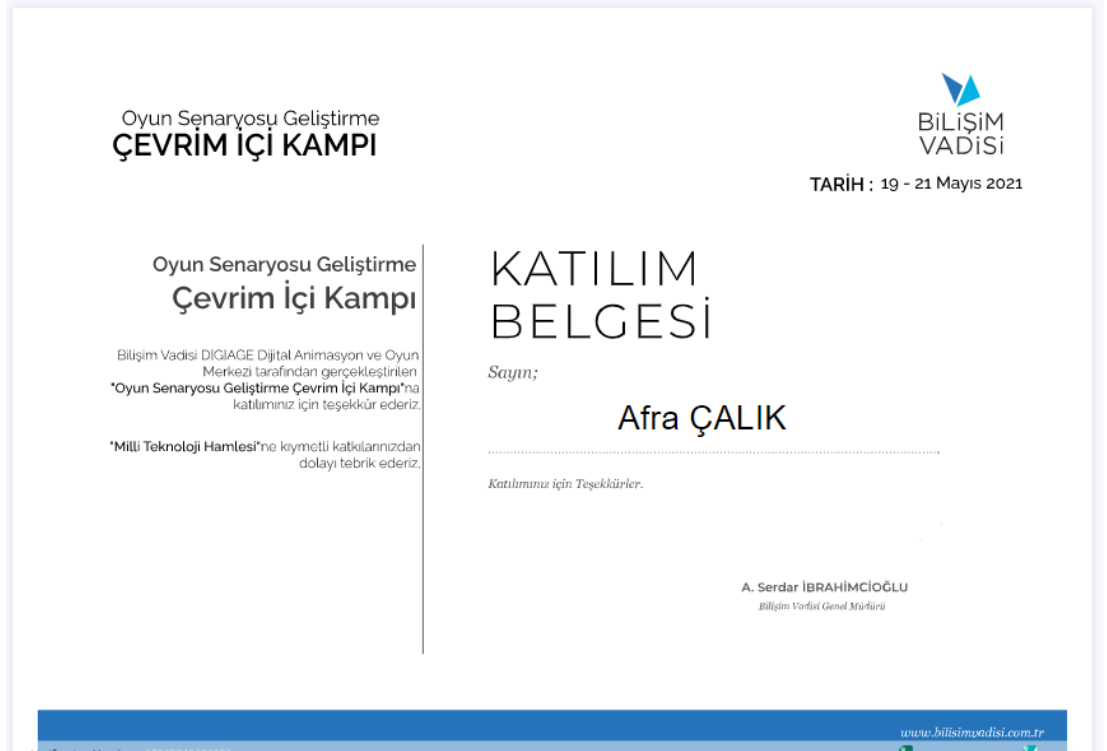 Oyun Senaryosu Geliştirme
ÇEVRİM İÇİ KAMPI
BİLİŞİM
VADİSİ
TARİH : 19 - 21 Mayıs 2021
Oyun Senaryosu Geliştirme
Çevrim İçi Kampı
Bilişim Vadisi DIGIAGE Dijital Animasyon ve Oyun
Merkezi tarafından gerçekleştirilen
"Oyun Senaryosu Geliştirme Çevrim İçi Kampı"na
katılımınız için teşekkür ederiz.
"Milli Teknoloji Hamlesi"ne kıymetli katkılarınızdan
dolayı tebrik ederiz.
KATILIM
BELGESİ
Sayın;
Afra ÇALIK
Katılımınız için Teşekkürler.
A. Serdar İBRAHİMCİOĞLU
Bilişim Vadisi Genel Müdürü
www.bilisimvadisi.com.tr